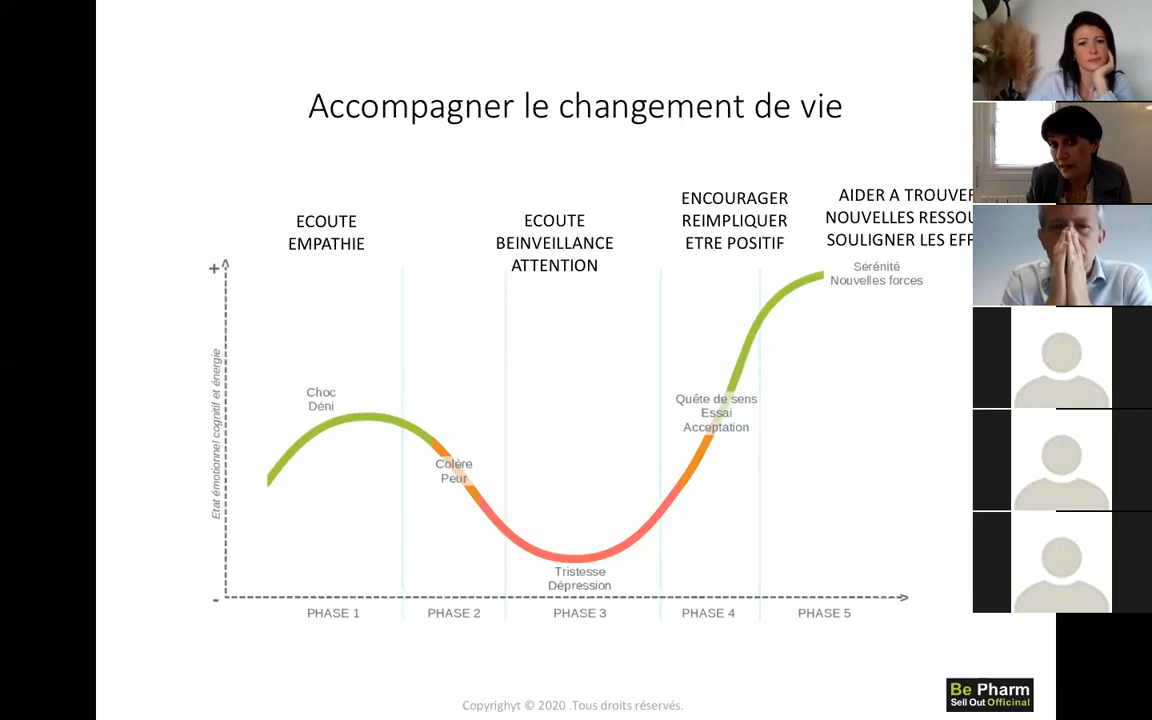 Accompagner le changement de vie
ECOUTE
EMPATHIE
ECOUTE
BEINVEILLANCE
ATTENTION
ENCOURAGER
REIMPLIQUER
ETRE POSITIF
AIDER A TROUVER
NOUVELLES RESSOU
SOULIGNER LES EFF
+
Sérénité
Nouvelles forces
Etat émotionnel cognitif et énergie
Choc
Déni
Quête de sens
Essai
Acceptation
Colère
Peur
Tristesse
Dépression
-
PHASE 1
PHASE 2
PHASE 3
PHASE 4
PHASE 5
Be Pharm
Sell Out Officinal
Copyrighyt © 2020 .Tous droits réservés.